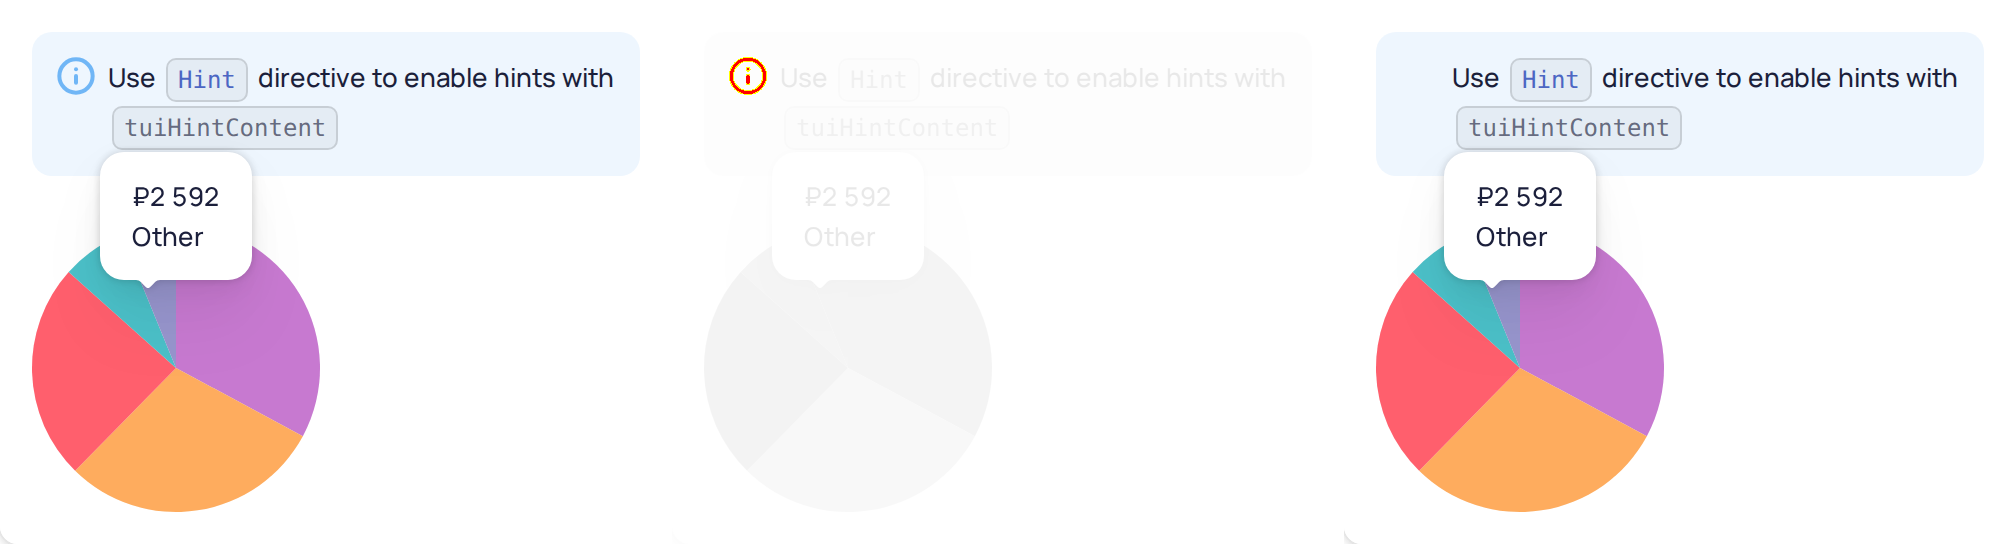 Use Hint directive to enable hints with
tuiHintContent
₽2 592
Other
Use Hint directive to enable hints with
tuiHintContent
₽2 592
Other
Use Hint directive to enable hints with
tuiHintContent
₽2 592
Other